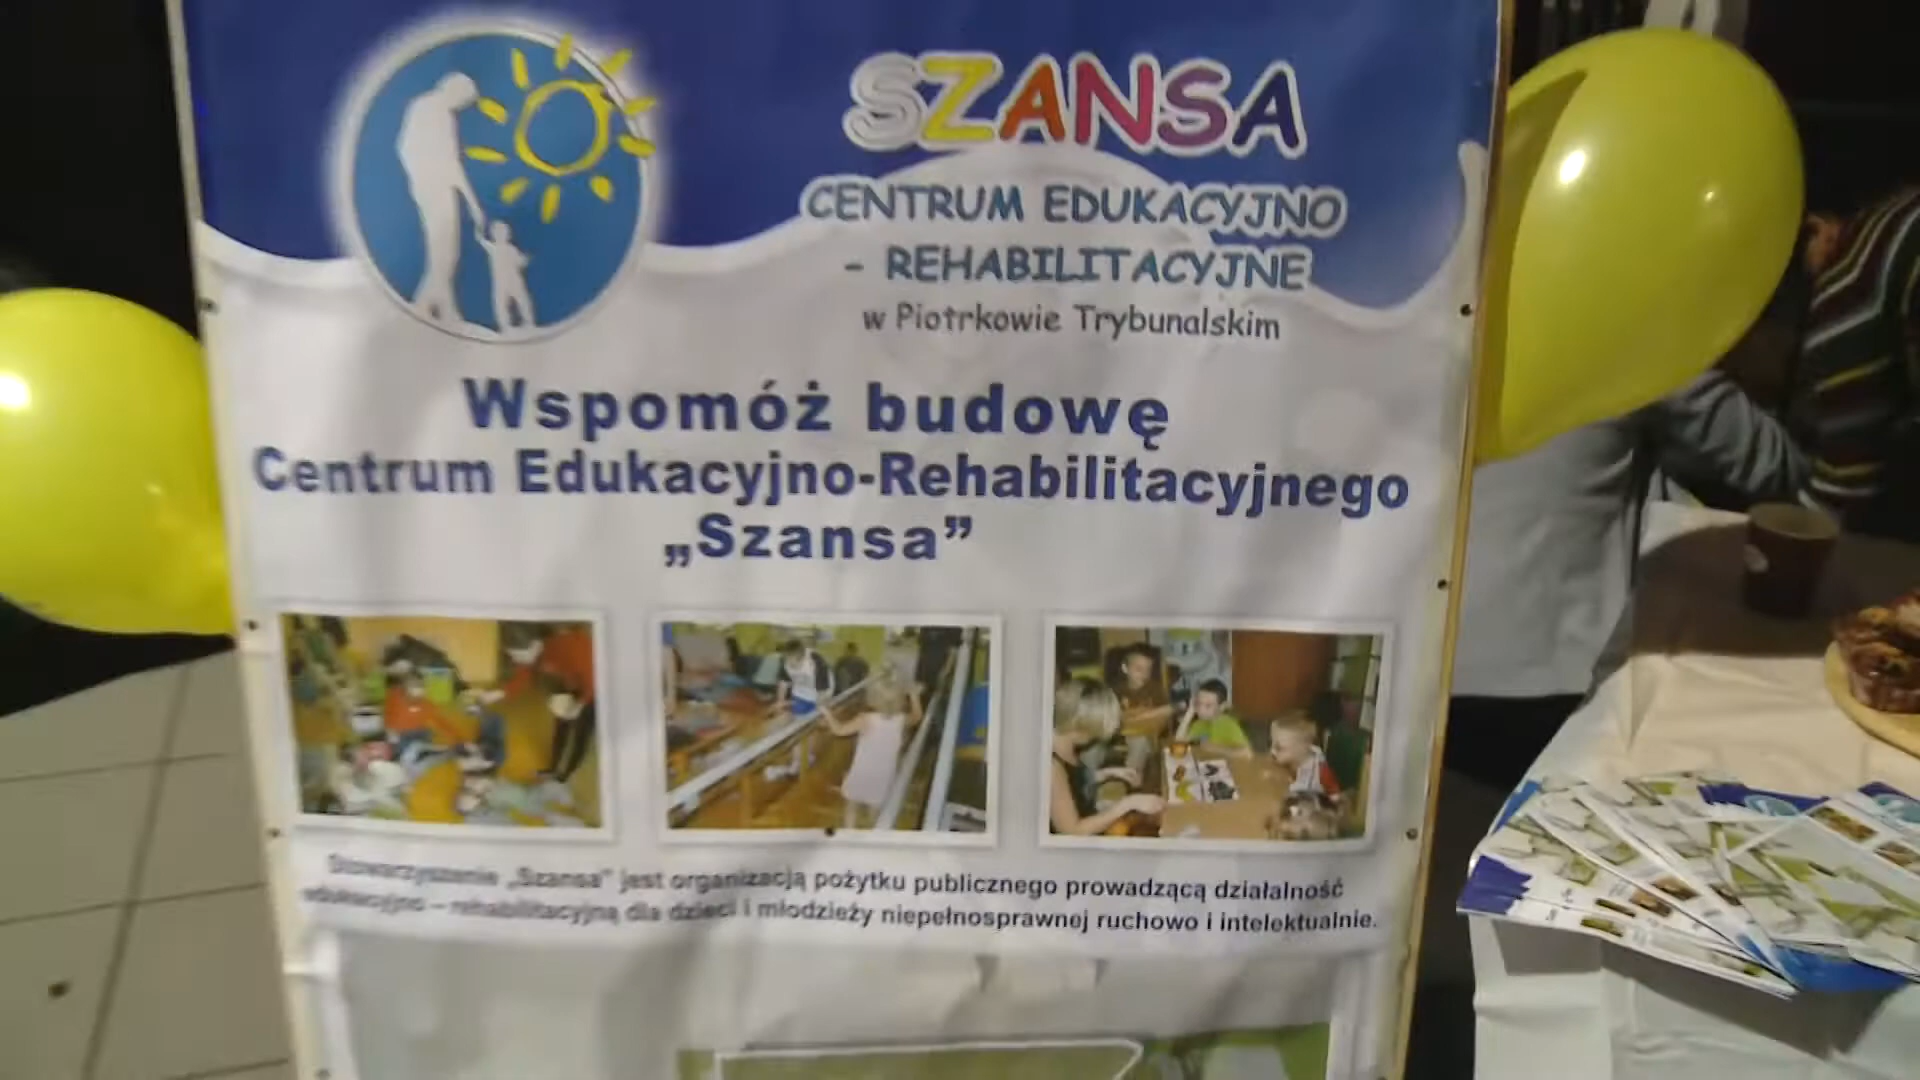 SZANSA
CENTRUM EDUKACYJNO
- REHABILITACYJNE
w Piotrkowie Trybunalskim
Wspomóż budowę
Centrum Edukacyjno-Rehabilitacyjnego
„Szansa”
Stowarzyszenie „Szansa” jest organizacją pożytku publicznego prowadzącą działalność
edukacyjno – rehabilitacyjną dla dzieci i młodzieży niepełnosprawnej ruchowo i intelektualnie.